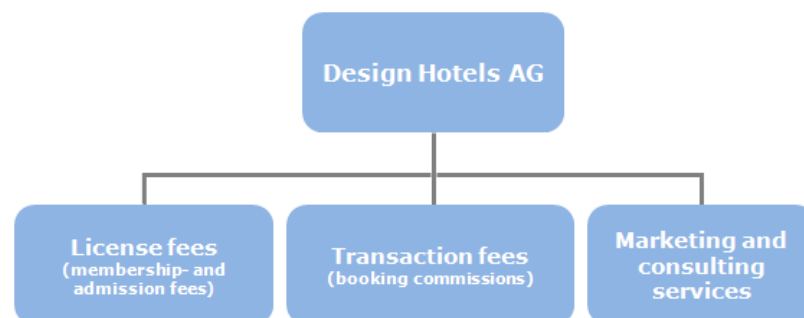 Design Hotels AG
License fees
(membership- and
admission fees)
Transaction fees
(booking commissions)
Marketing and
consulting
services